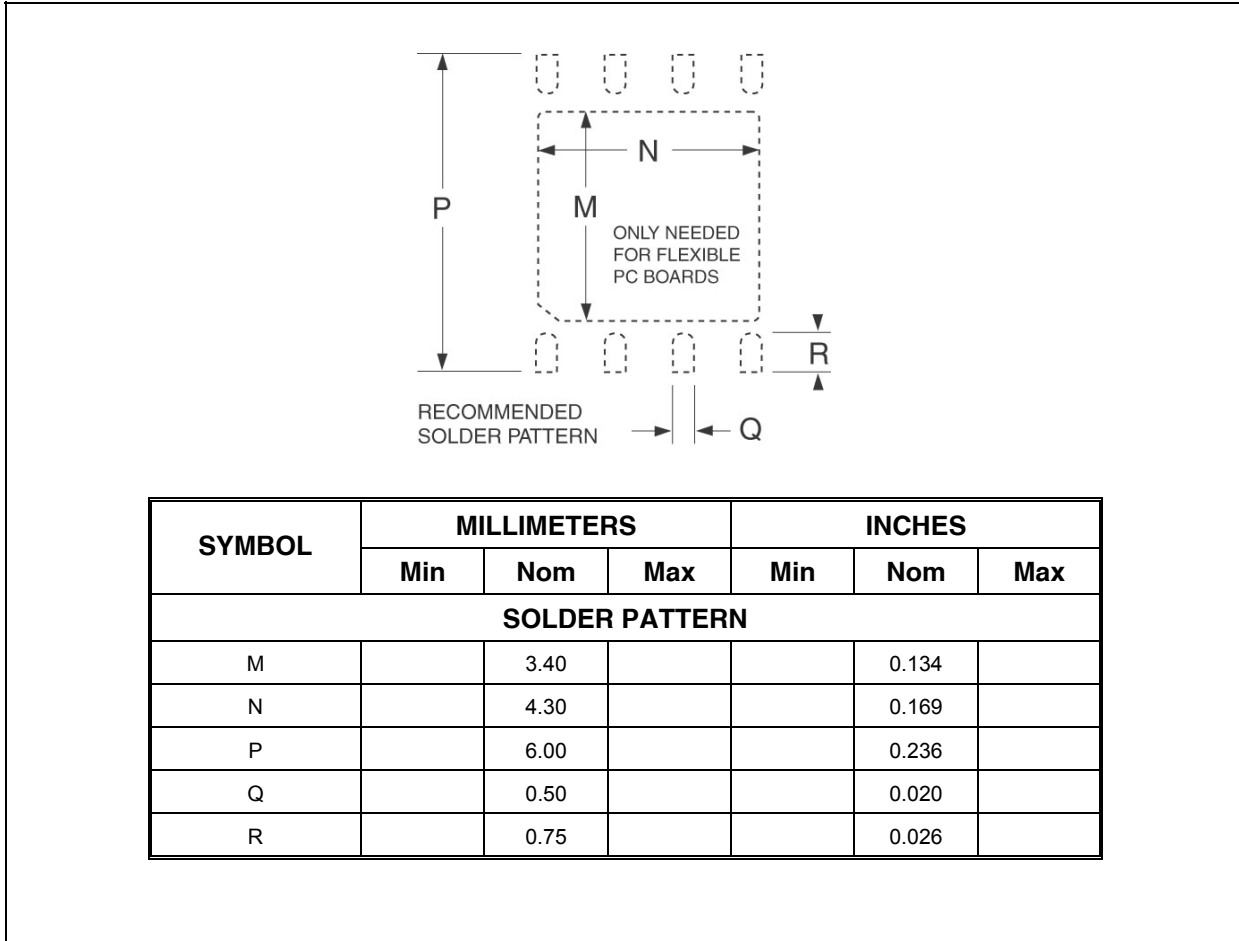 P
N
M
ONLY NEEDED
FOR FLEXIBLE
PC BOARDS
R
RECOMMENDED
SOLDER PATTERN
Q
SYMBOL MILLIMETERS INCHES
Min Nom Max Min Nom Max
SOLDER PATTERN
M 3.40 0.134
N 4.30 0.169
P 6.00 0.236
Q 0.50 0.020
R 0.75 0.026